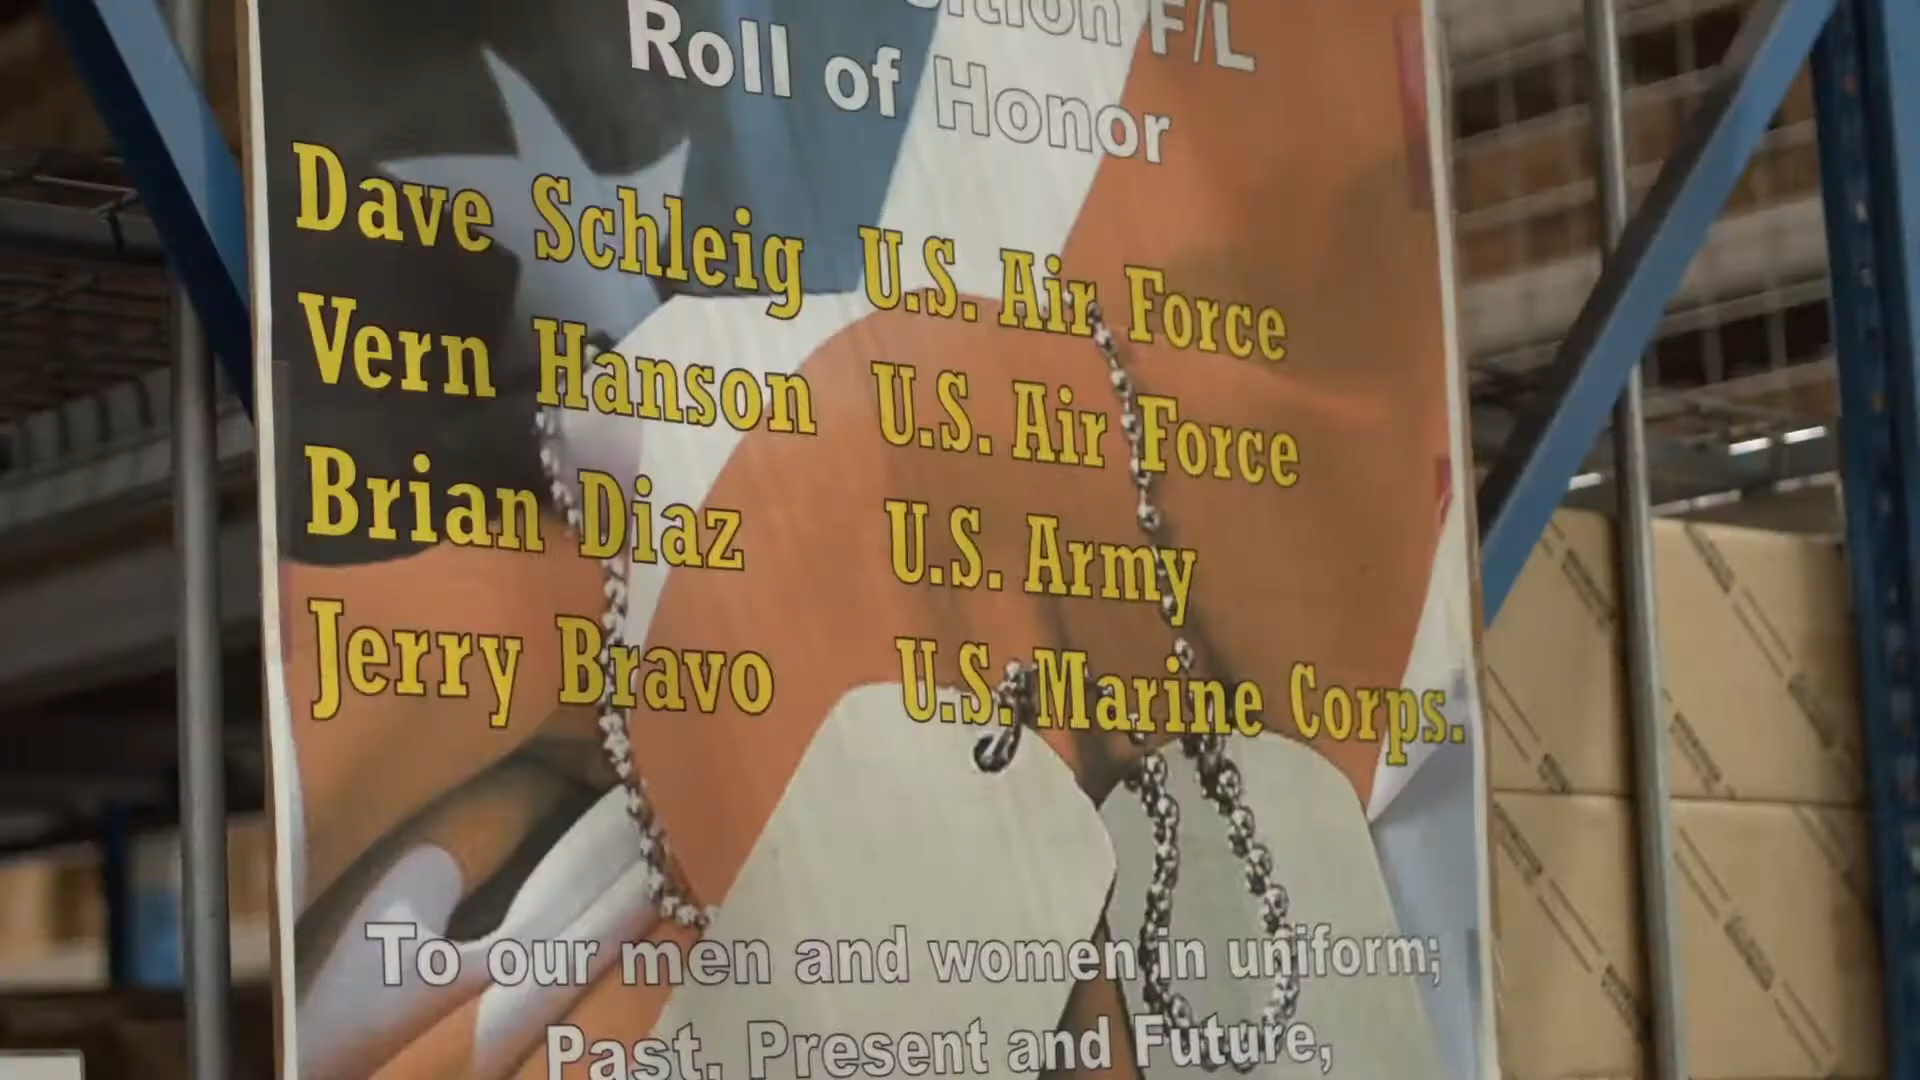 F/L
Roll of Honor
Dave Schleig U.S. Air Force
Vern Hanson U.S. Air Force
Brian Diaz U.S. Army
Jerry Bravo U.S. Marine Corps.
To our men and women in uniform;
Past, Present and Future,